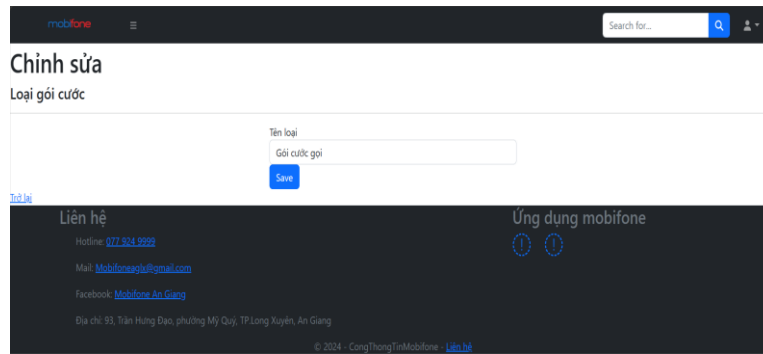 mobifone
Search for...
Chỉnh sửa
Loại gói cước
Tên loại
Gói cước gọi
Save
Trở lại
Liên hệ
Ứng dụng mobifone
Hotline: 077 924 9999
Mail: Mobifoneaglx@gmail.com
Facebook: Mobifone An Giang
Địa chỉ: 93, Trần Hưng Đạo, phường Mỹ Quý, TP.Long Xuyên, An Giang
© 2024 - CongThongTinMobifone - Liên hệ